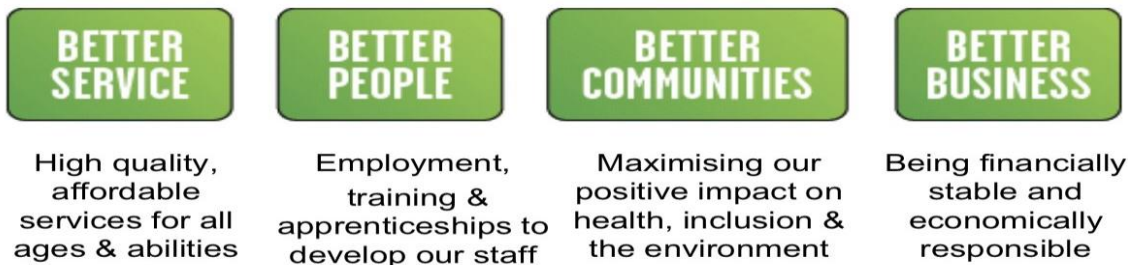 BETTER
SERVICE
High quality,
affordable
services for all
ages & abilities
BETTER
PEOPLE
Employment,
training &
apprenticeships to
develop our staff
BETTER
COMMUNITIES
Maximising our
positive impact on
health, inclusion &
the environment
BETTER
BUSINESS
Being financially
stable and
economically
responsible